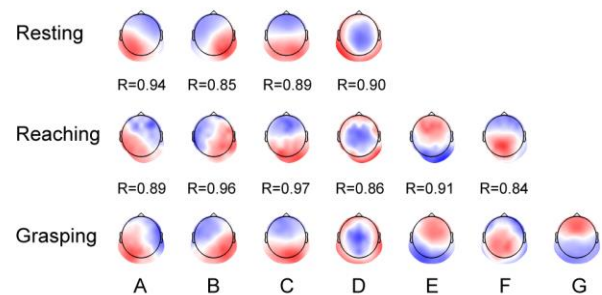 Resting
R=0.94 R=0.85 R=0.89 R=0.90
Reaching
R=0.89 R=0.96 R=0.97 R=0.86 R=0.91 R=0.84
Grasping
A B C D E F G